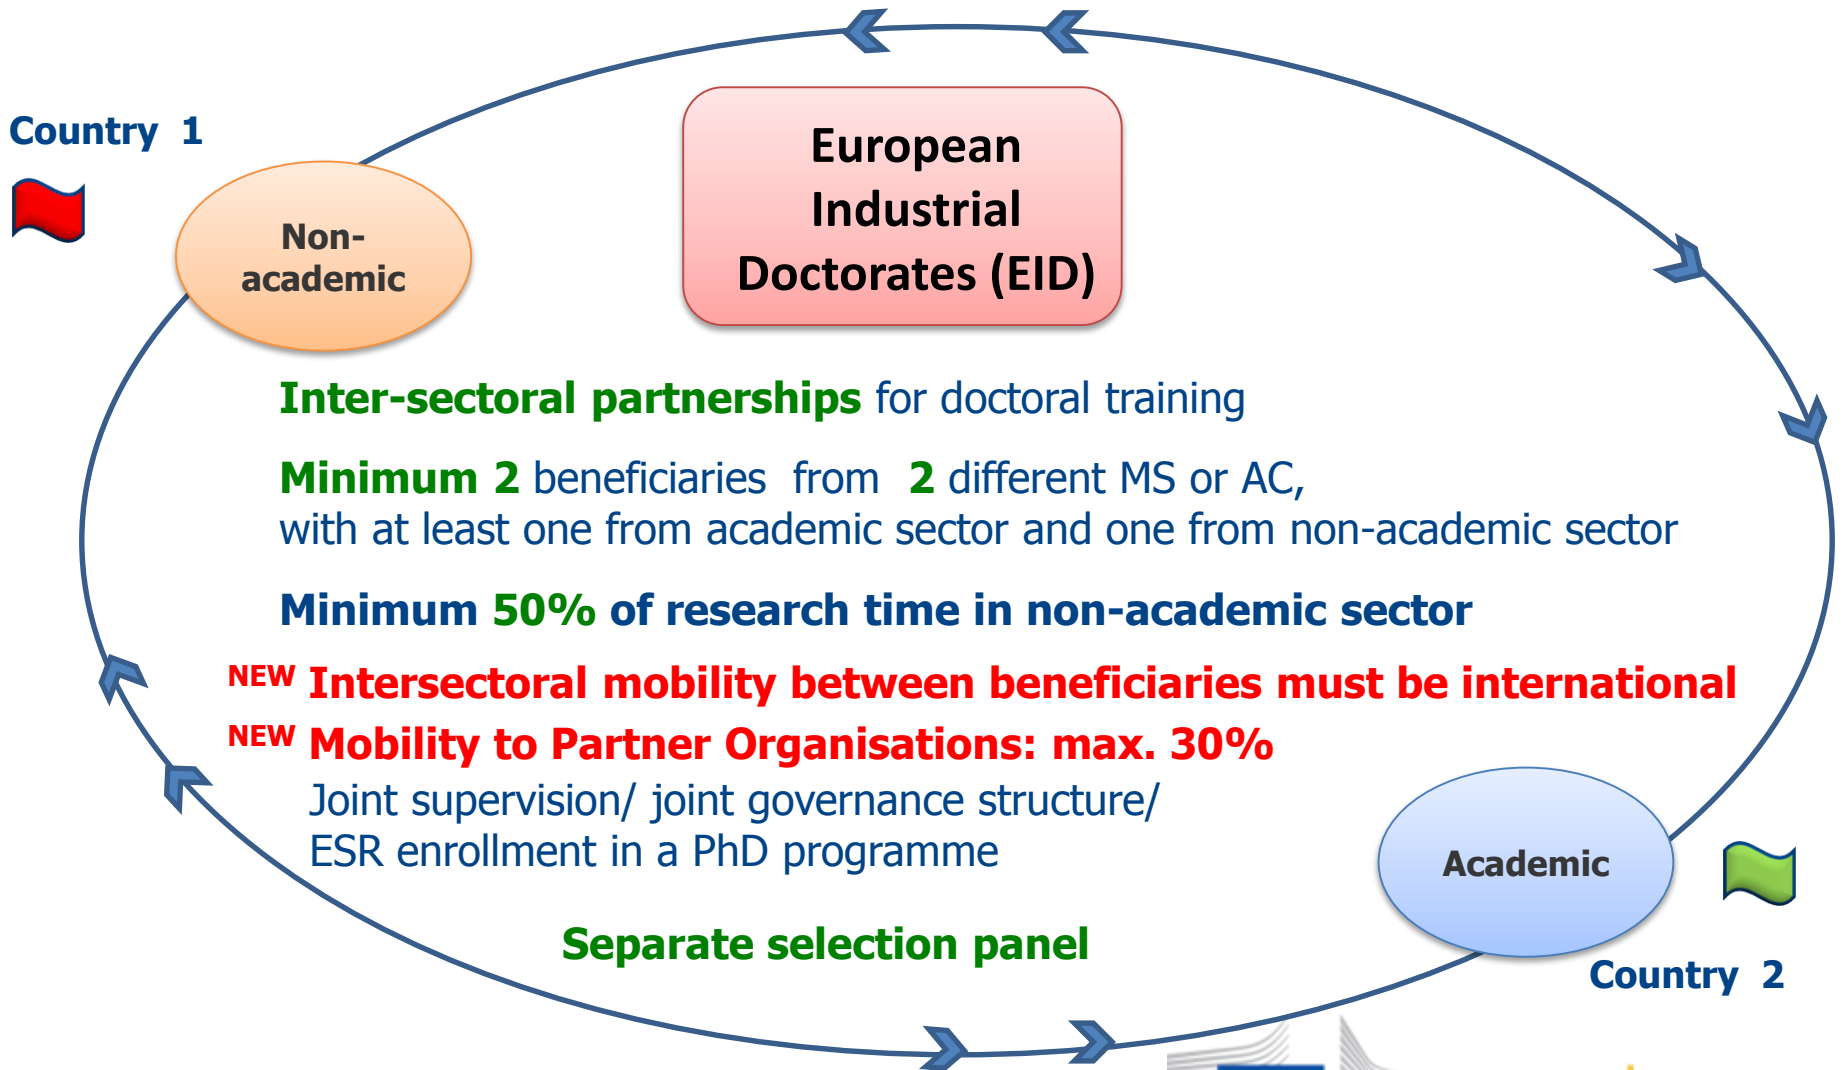 Country 1
European
Industrial
Doctorates (EID)
Non-
academic
Inter-sectoral partnerships for doctoral training
Minimum 2 beneficiaries from 2 different MS or AC,
with at least one from academic sector and one from non-academic sector
Minimum 50% of research time in non-academic sector
NEW Intersectoral mobility between beneficiaries must be international
NEW Mobility to Partner Organisations: max. 30%
Joint supervision/ joint governance structure/
ESR enrollment in a PhD programme
Academic
Separate selection panel
Country 2